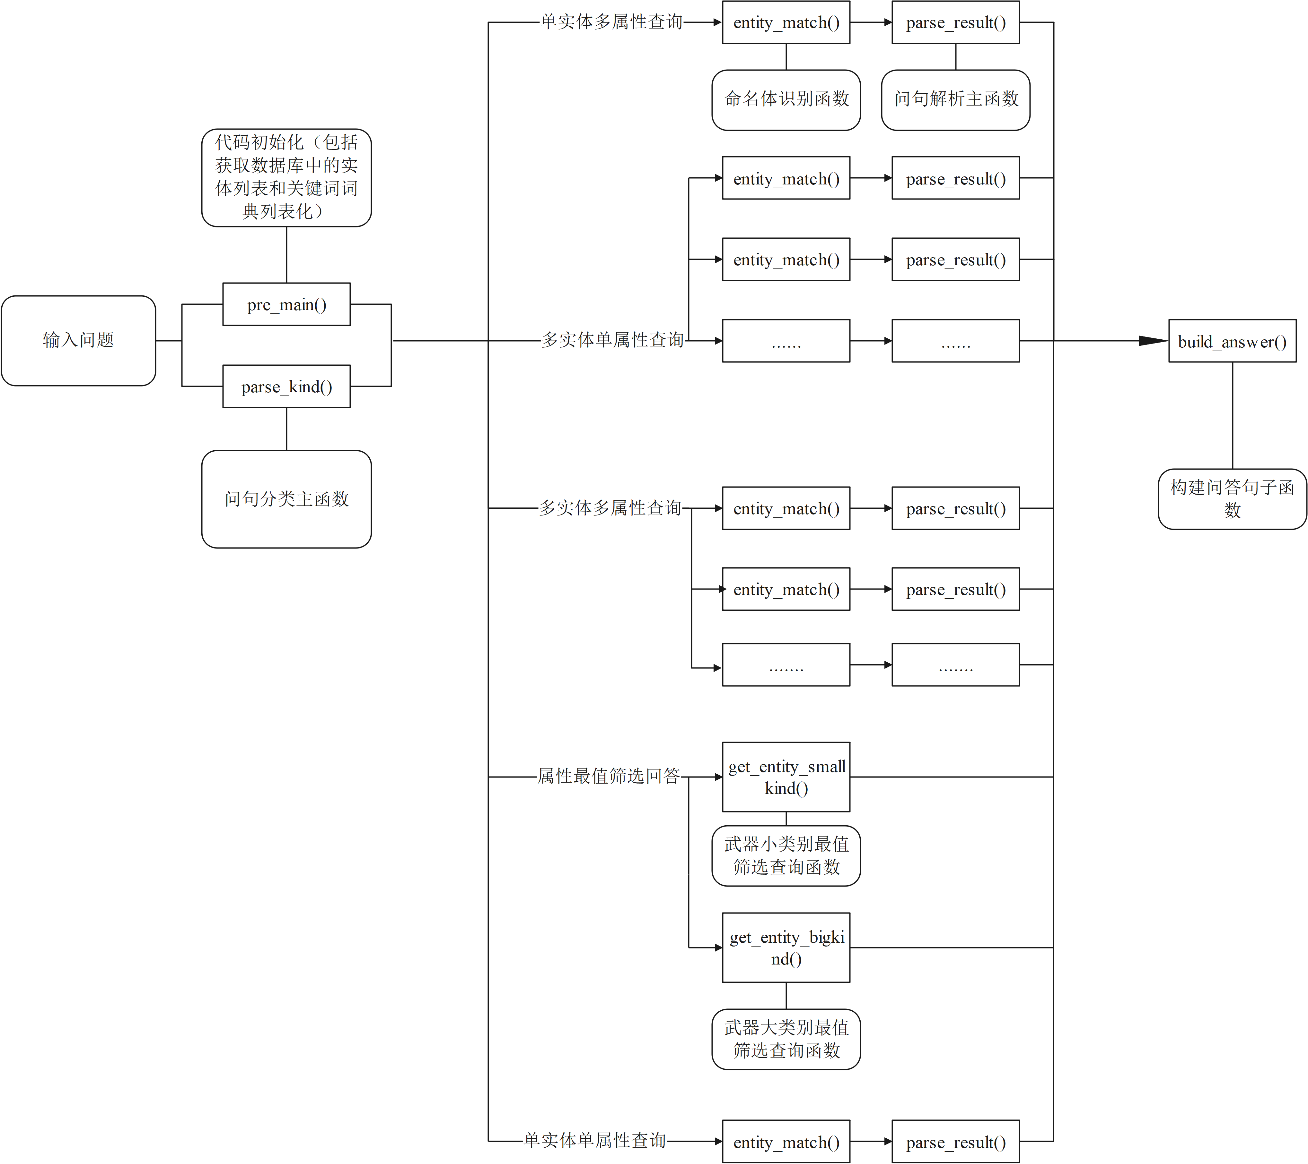 单实体多属性查询
entity_match()
parse_result()
命名体识别函数
问句解析主函数
代码初始化（包括
获取数据库中的实
体列表和关键词词
典列表化）
entity_match()
parse_result()
entity_match()
parse_result()
pre_main()
输入问题
多实体单属性查询
......
......
build_answer()
parse_kind()
问句分类主函数
构建问答句子函
数
多实体多属性查询
entity_match()
parse_result()
entity_match()
parse_result()
.......
.......
属性最值筛选回答
get_entity_small
kind()
武器小类别最值
筛选查询函数
get_entity_bigki
nd()
武器大类别最值
筛选查询函数
单实体单属性查询
entity_match()
parse_result()